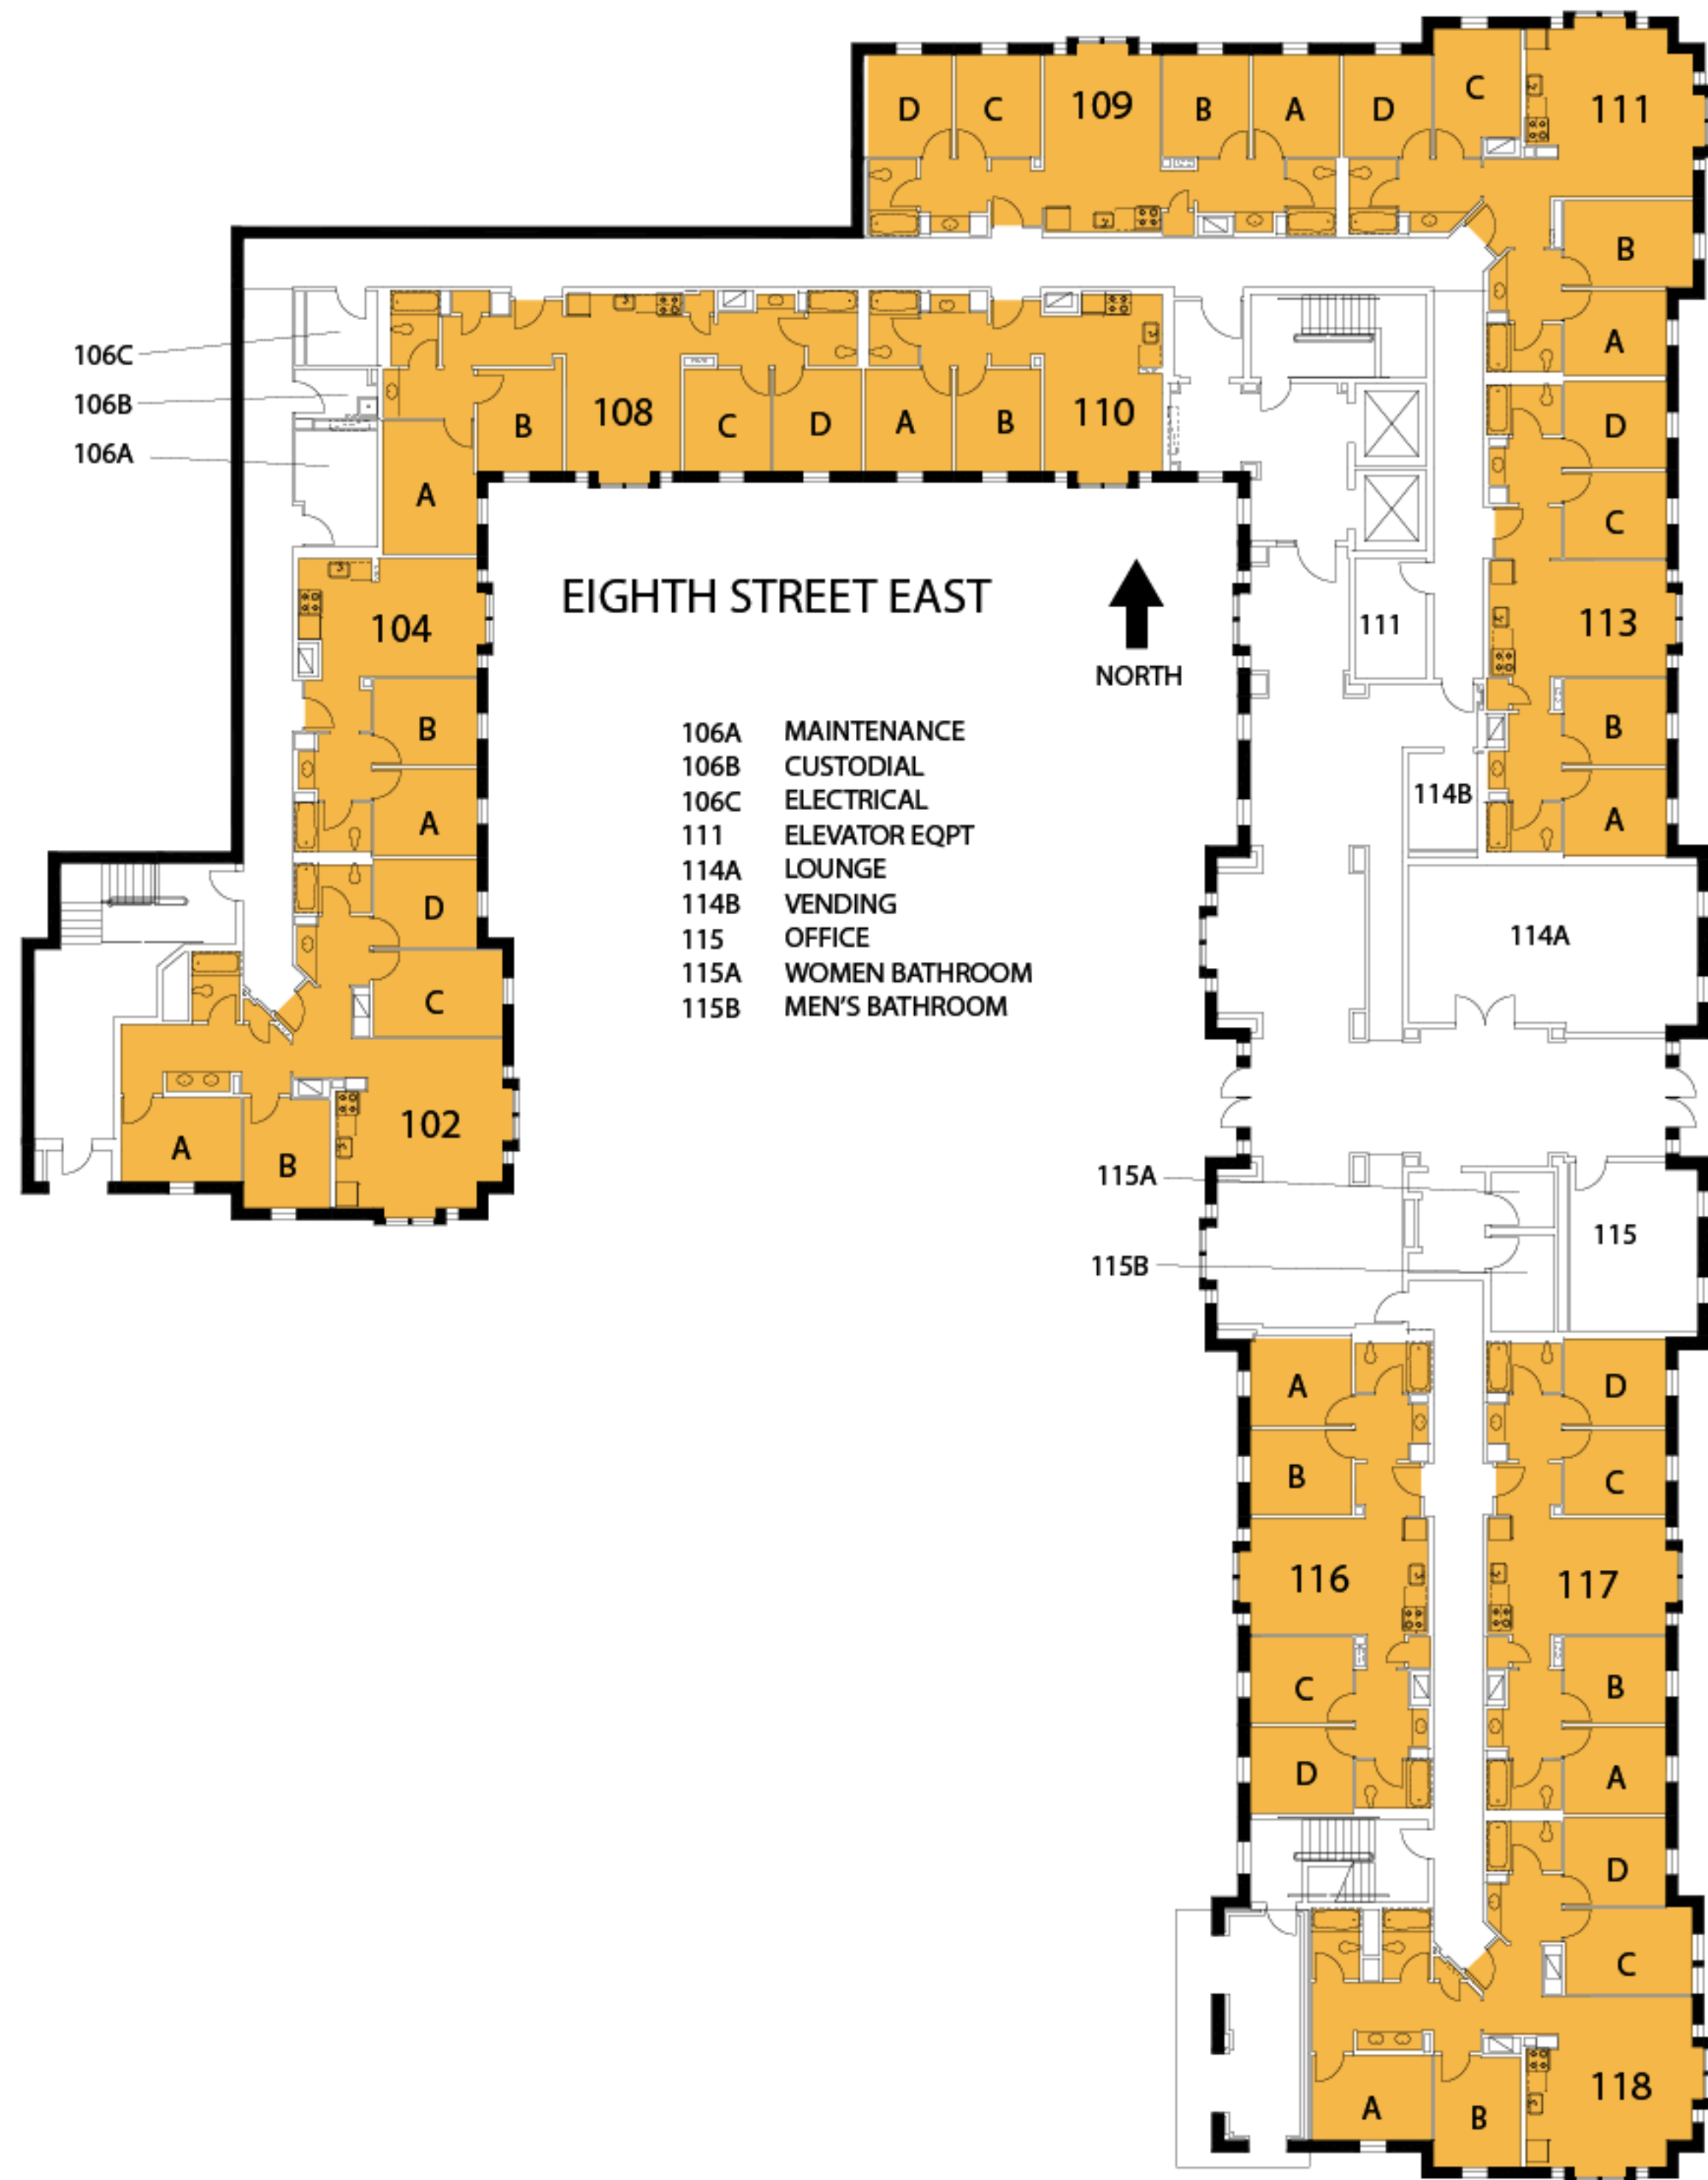 D C 109 B A D C 111
B
A
106C
106B
106A
B 108 C D A B 110
A
D
C
EIGHTH STREET EAST
NORTH
104
111
113
B
A
B
A
114B
106A MAINTENANCE
106B CUSTODIAL
106C ELECTRICAL
111 ELEVATOR EQPT
114A LOUNGE
114B VENDING
115 OFFICE
115A WOMEN BATHROOM
115B MEN'S BATHROOM
D
C
114A
102
A
B
115A
115B
115
A D
B C
116 117
C B
D A
D
C
118
A B